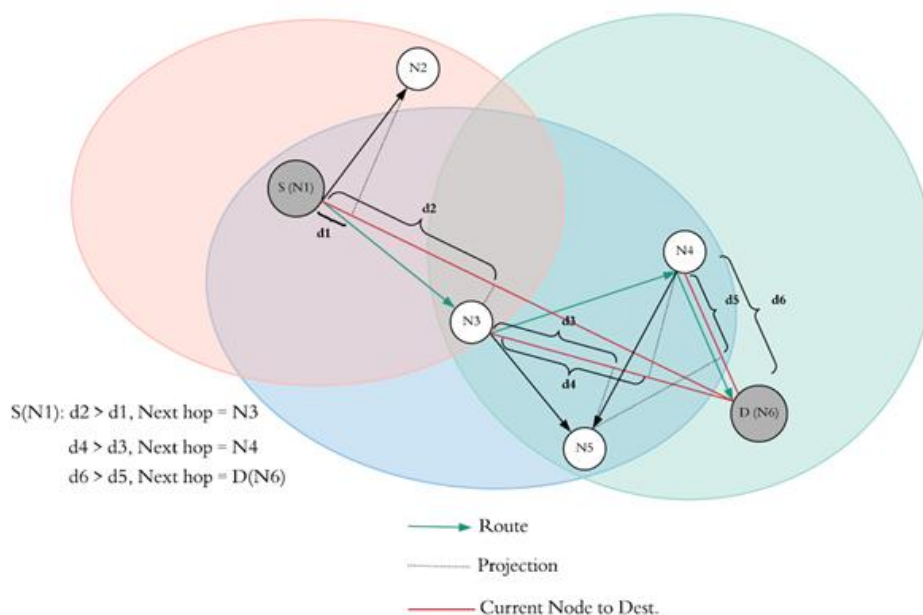 N2
S (N1)
d2
d1
N4
d5
d6
N3
d3
d4
D (N6)
N5
S(N1): d2 > d1, Next hop = N3
d4 > d3, Next hop = N4
d6 > d5, Next hop = D(N6)
Route
Projection
Current Node to Dest.